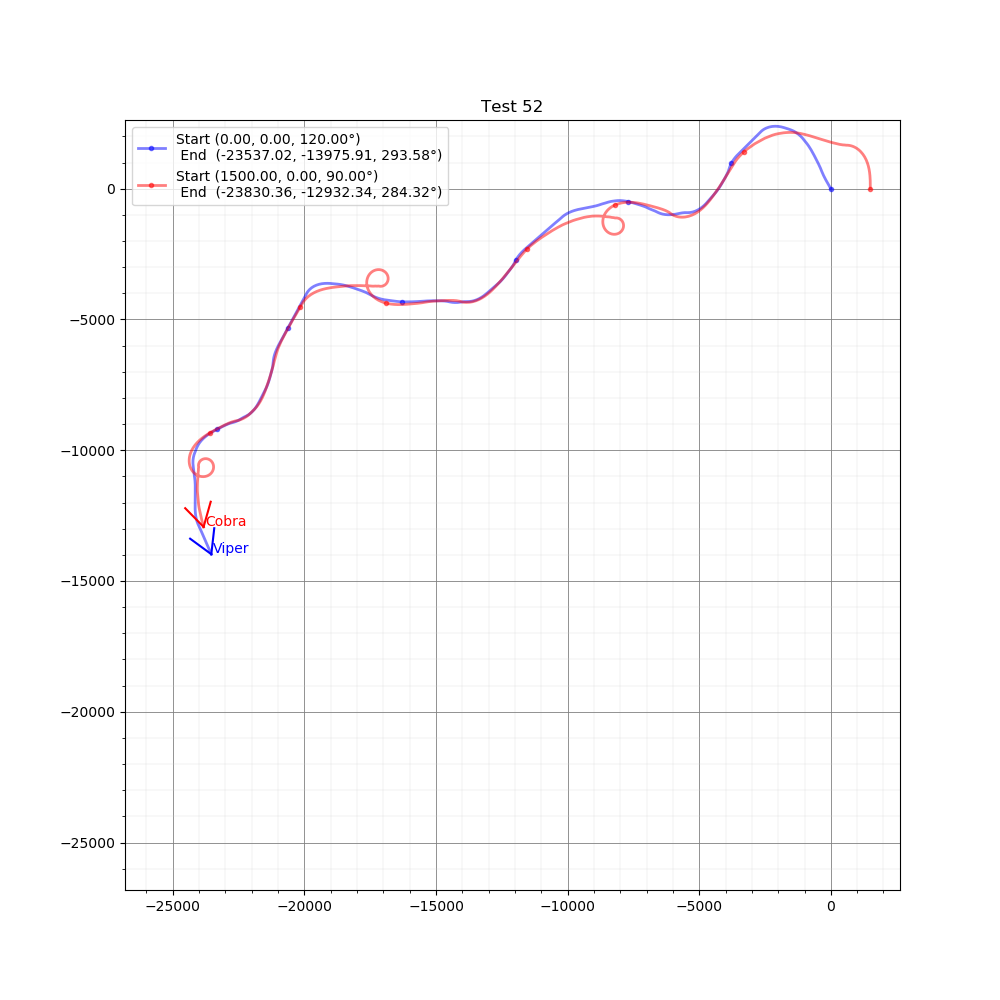 Test 52
Start (0.00, 0.00, 120.00°)
End  (-23537.02, -13975.91, 293.58°)
Start (1500.00, 0.00, 90.00°)
End  (-23830.36, -12932.34, 284.32°)
0
−5000
−10000
−15000
−20000
−25000
Cobra
Viper
−25000
−20000
−15000
−10000
−5000
0